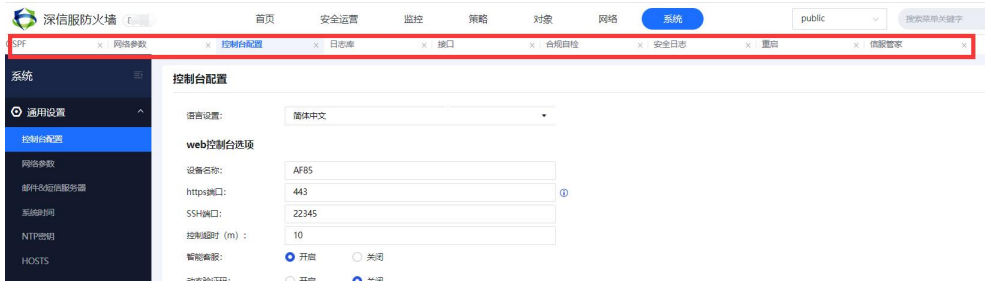 深信服防火墙 首页 安全运营 监控 策略 对象 网络 系统 public 搜索菜单关键字
SPF 网络参数 控制台配置 日志库 接口 合规自检 安全日志 重启 信服管家
系统 控制台配置
通用设置 语言设置: 简体中文
控制台配置 web控制台选项
网络参数 设备名称: AF85
邮件&短信服务器 https端口: 443
系统时间 SSH端口: 22345
NTP密钥 控制超时（m）: 10
HOSTS 智能客服: 开启 关闭
动态验证码: 开启 关闭